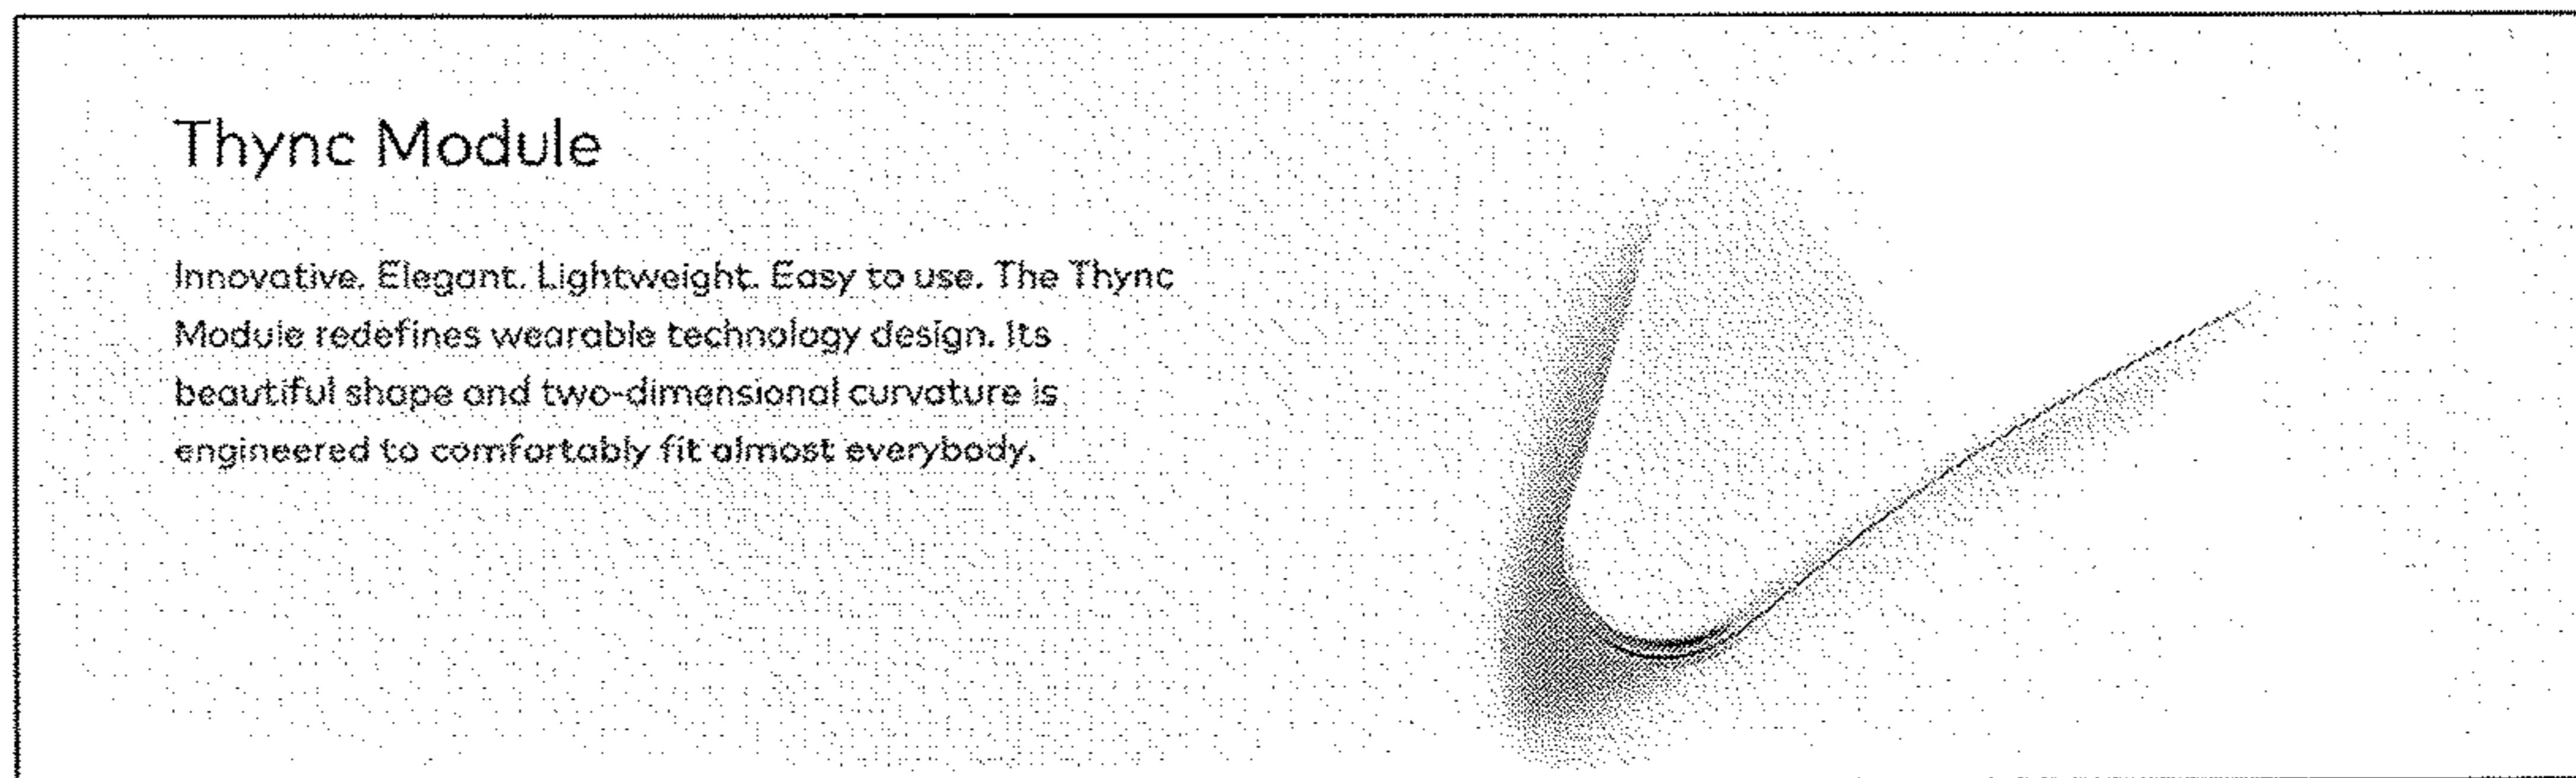 Thync Module
Innovative. Elegant. Lightweight. Easy to use. The Thync
Module redefines wearable technology design. Its
beautiful shape and two-dimensional curvature is
engineered to comfortably fit almost everybody.